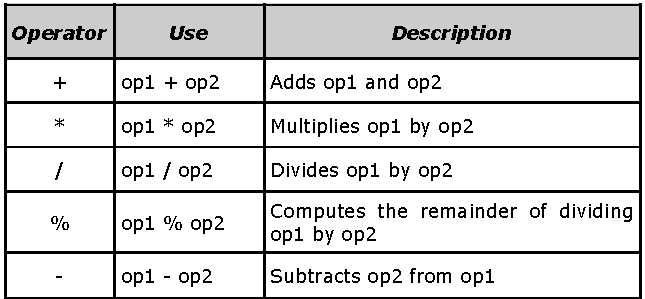 Operator Use Description
+ op1 + op2 Adds op1 and op2
* op1 * op2 Multiplies op1 by op2
/ op1 / op2 Divides op1 by op2
% op1 % op2 Computes the remainder of dividing
op1 by op2
- op1 - op2 Subtracts op2 from op1